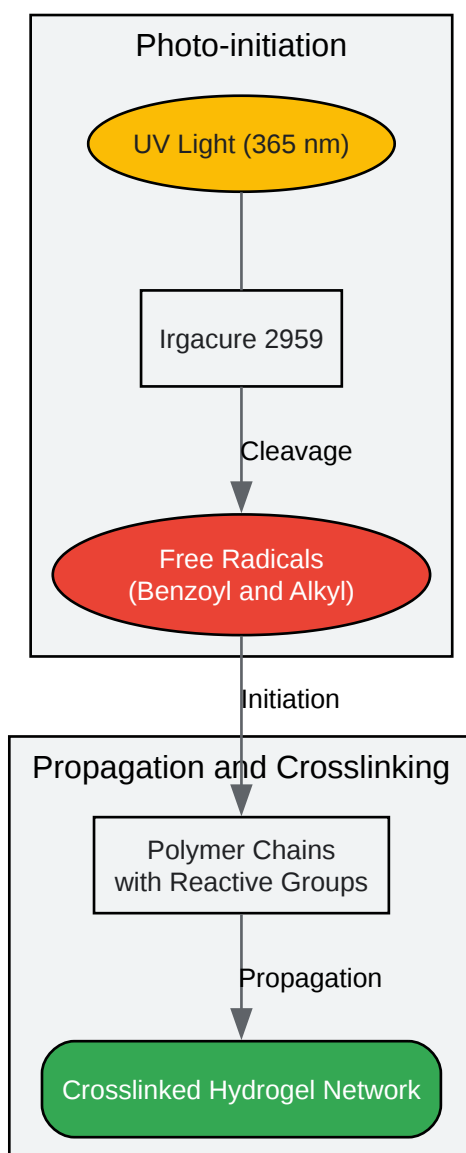 Photo-initiation
UV Light (365 nm)
Irgacure 2959
Cleavage
Free Radicals
(Benzoyl and Alkyl)
Initiation
Propagation and Crosslinking
Polymer Chains
with Reactive Groups
Propagation
Crosslinked Hydrogel Network